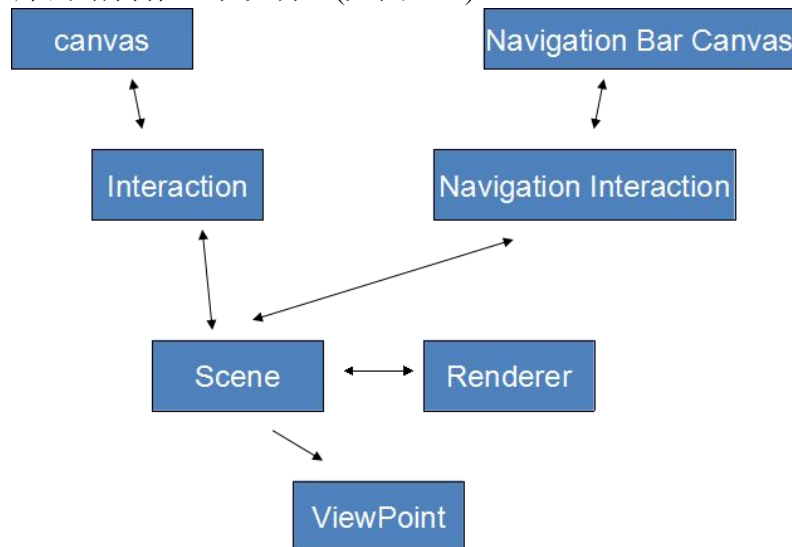 canvas
Navigation Bar Canvas
Interaction
Navigation Interaction
Scene
Renderer
ViewPoint